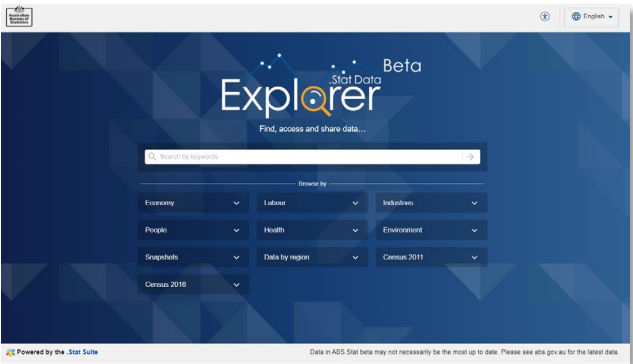 Australian
Bureau of
Statistics
English
Beta
.Stat Data
Explorer
Find, access and share data...
Search by keywords
Browse by
Economy
Labour
Industries
People
Health
Environment
Snapshots
Data by region
Census 2011
Census 2016
Powered by the .Stat Suite
Data in ABS.Stat beta may not necessarily be the most up to date. Please see abs.gov.au for the latest data.